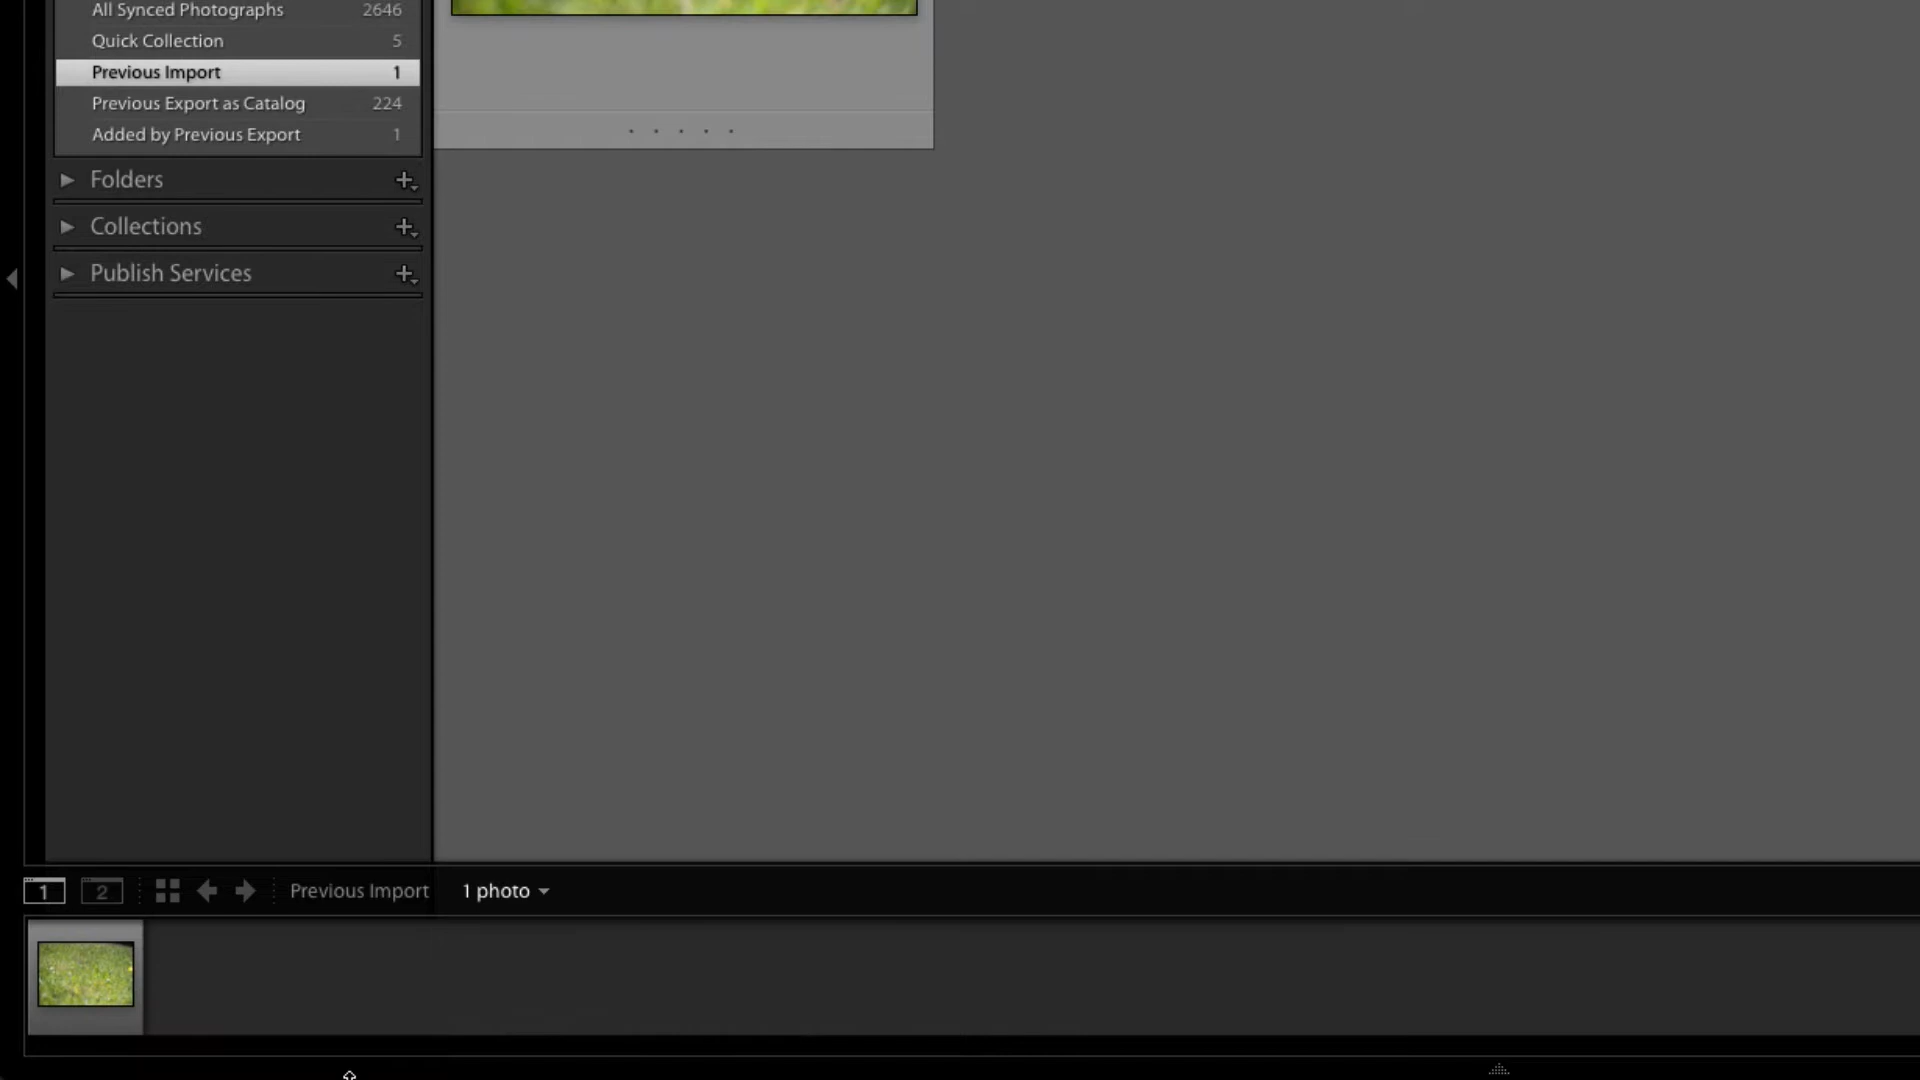 All Synced Photographs 2646
Quick Collection 5
Previous Import 1
Previous Export as Catalog 224
Added by Previous Export 1
Folders
Collections
Publish Services
1 2 Previous Import 1 photo